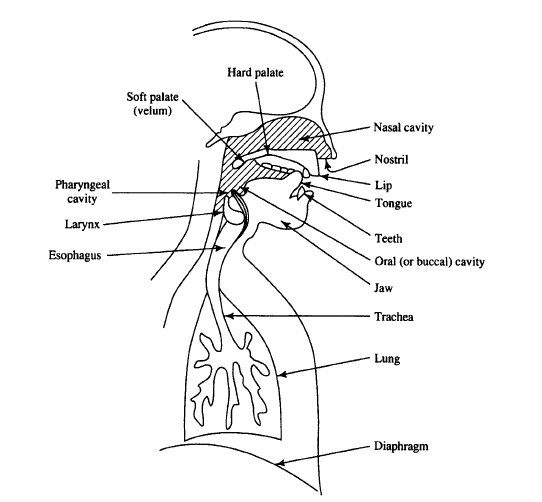 Hard palate
Soft palate
(velum)
Nasal cavity
Nostril
Pharyngeal
cavity
Lip
Tongue
Larynx
Teeth
Esophagus
Oral (or buccal) cavity
Jaw
Trachea
Lung
Diaphragm